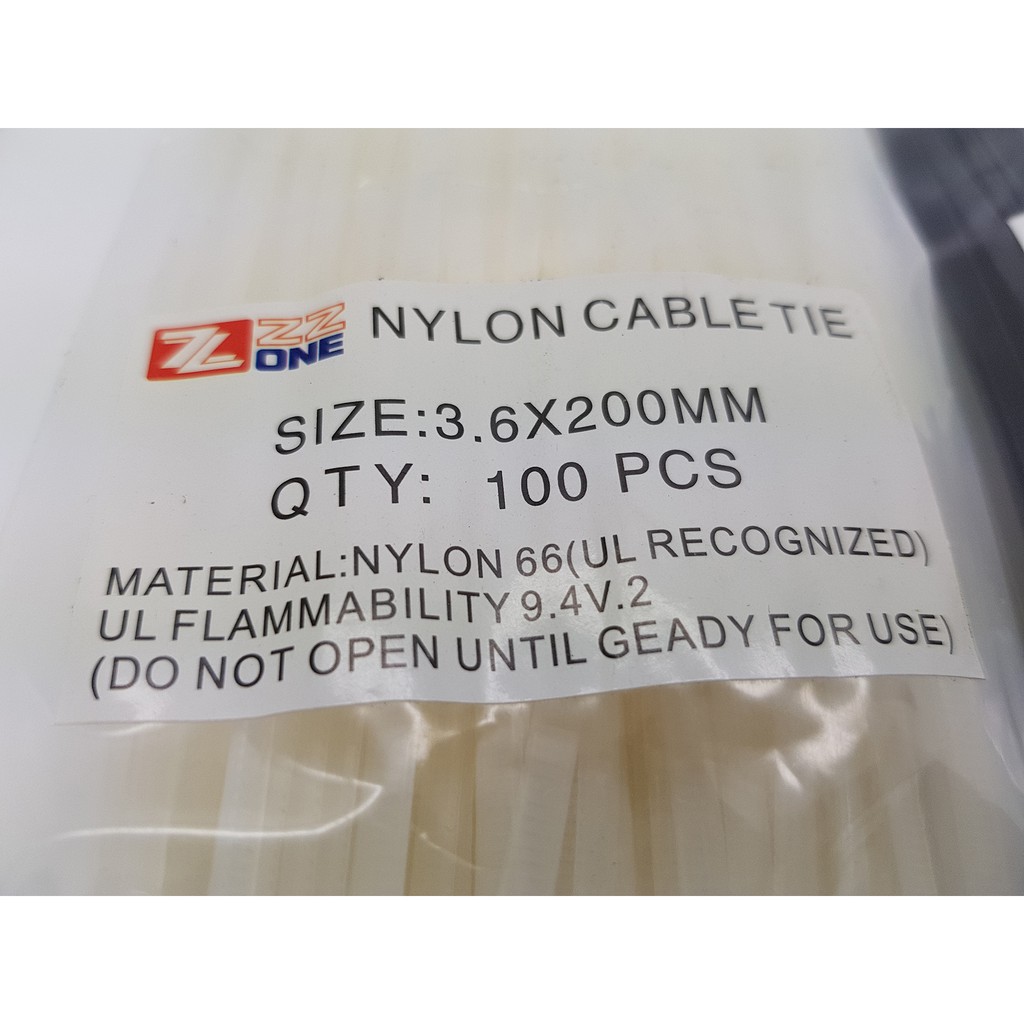 ZZ ZZ NYLON CABLE TIE
ONE
SIZE:3.6X200MM
QTY: 100 PCS
MATERIAL:NYLON 66(UL RECOGNIZED)
UL FLAMMABILITY 9.4V.2
(DO NOT OPEN UNTIL GEADY FOR USE)